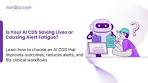 Is Your AI CDS Saving Lives or
Causing Alert Fatigue?
Learn how to choose an AI CDS that
improves outcomes, reduces alerts, and
fits clinical workflows.